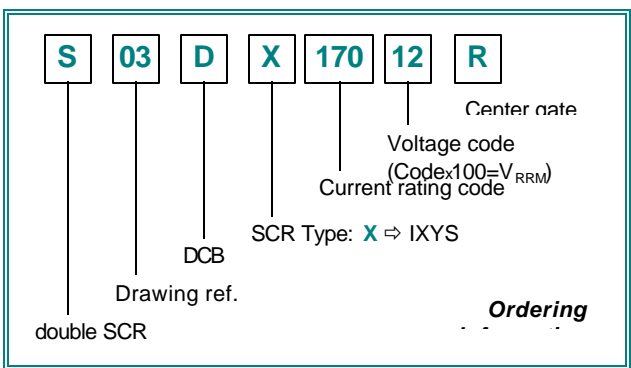 S 03 D X 170 12 R
Center gate
Voltage code
(Codex100=VRRM)
Current rating code
SCR Type: X ⇨ IXYS
DCB
Drawing ref.
Ordering
double SCR